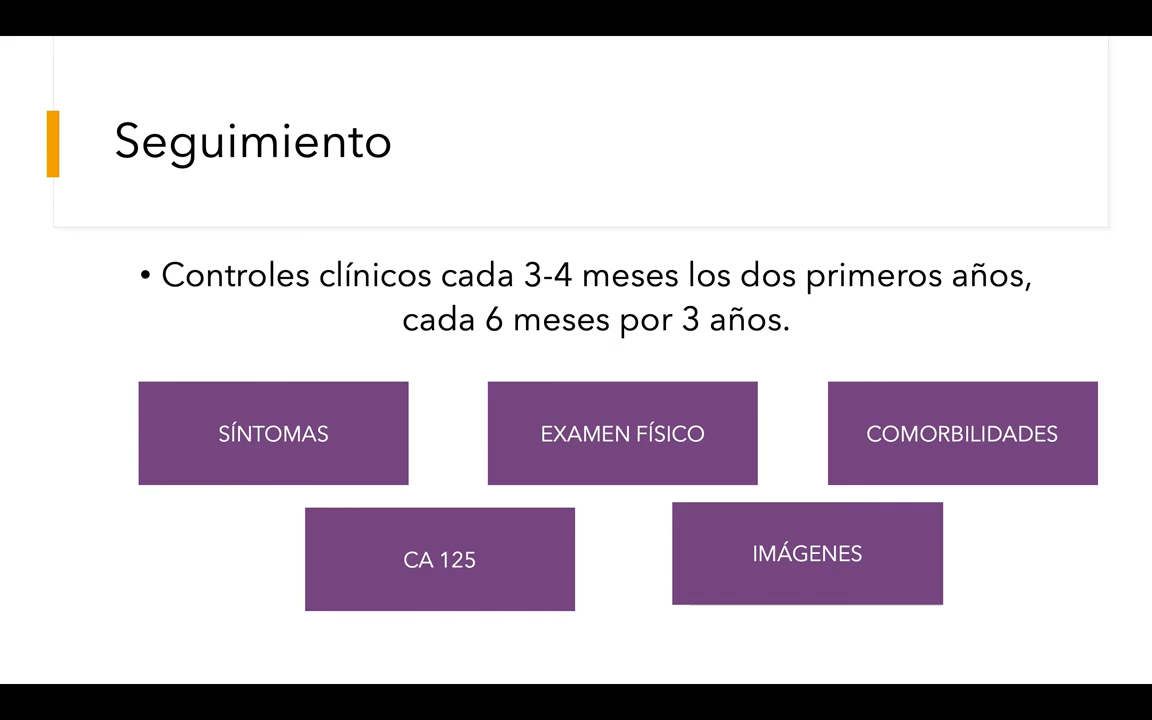 Seguimiento
• Controles clínicos cada 3-4 meses los dos primeros años,
cada 6 meses por 3 años.
SÍNTOMAS
EXAMEN FÍSICO
COMORBILIDADES
CA 125
IMÁGENES